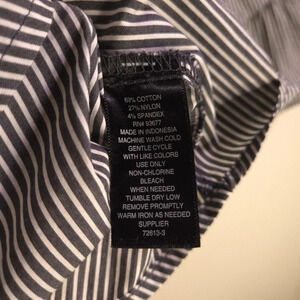 69% COTTON
27% NYLON
4% SPANDEX
RN# 93677
MADE IN INDONESIA
MACHINE WASH COLD
GENTLE CYCLE
WITH LIKE COLORS
USE ONLY
NON-CHLORINE
BLEACH
WHEN NEEDED
TUMBLE DRY LOW
REMOVE PROMPTLY
WARM IRON AS NEEDED
SUPPLIER
72613-3